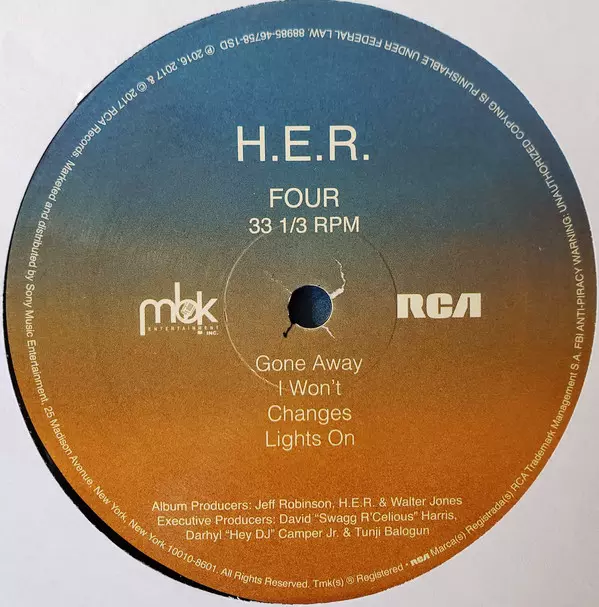 H.E.R.
FOUR
33 1/3 RPM
mbk
ENTERTAINMENT
INC.
RCA
Gone Away
I Won't
Changes
Lights On
Album Producers: Jeff Robinson, H.E.R. & Walter Jones
Executive Producers: David "Swagg R'Celious" Harris,
Darhyl "Hey DJ" Camper Jr. & Tunji Balogun
℗ 2016, 2017 & © 2017 RCA Records. Marketed and distributed by Sony Music Entertainment, 25 Madison Avenue, New York, New York 10010-8601. All Rights Reserved. Tmk(s) ® Registered • RCA Marca(s) Registrada(s) RCA Trademark Management S.A. FBI ANTI-PIRACY WARNING: UNAUTHORIZED COPYING IS PUNISHABLE UNDER FEDERAL LAW. 88985-46758-1SD